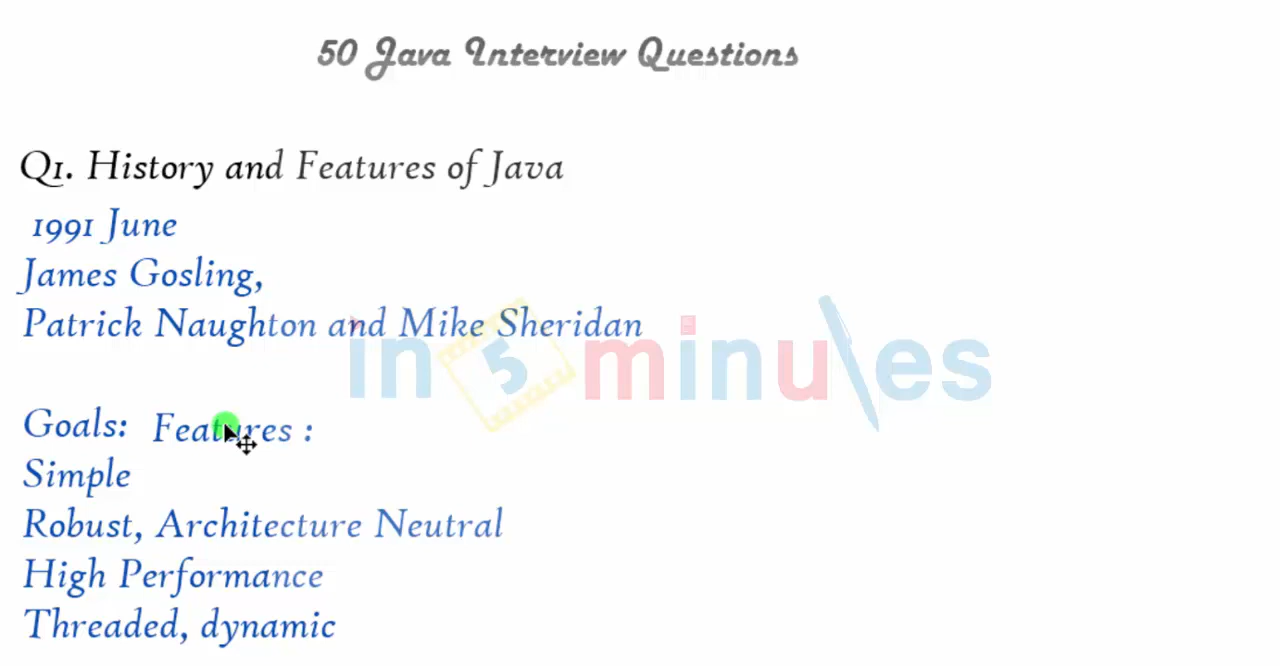 50 Java Interview Questions
Q1. History and Features of Java
1991 June
James Gosling,
Patrick Naughton and Mike Sheridan
in 5 minutes
Goals: Features :
Simple
Robust, Architecture Neutral
High Performance
Threaded, dynamic